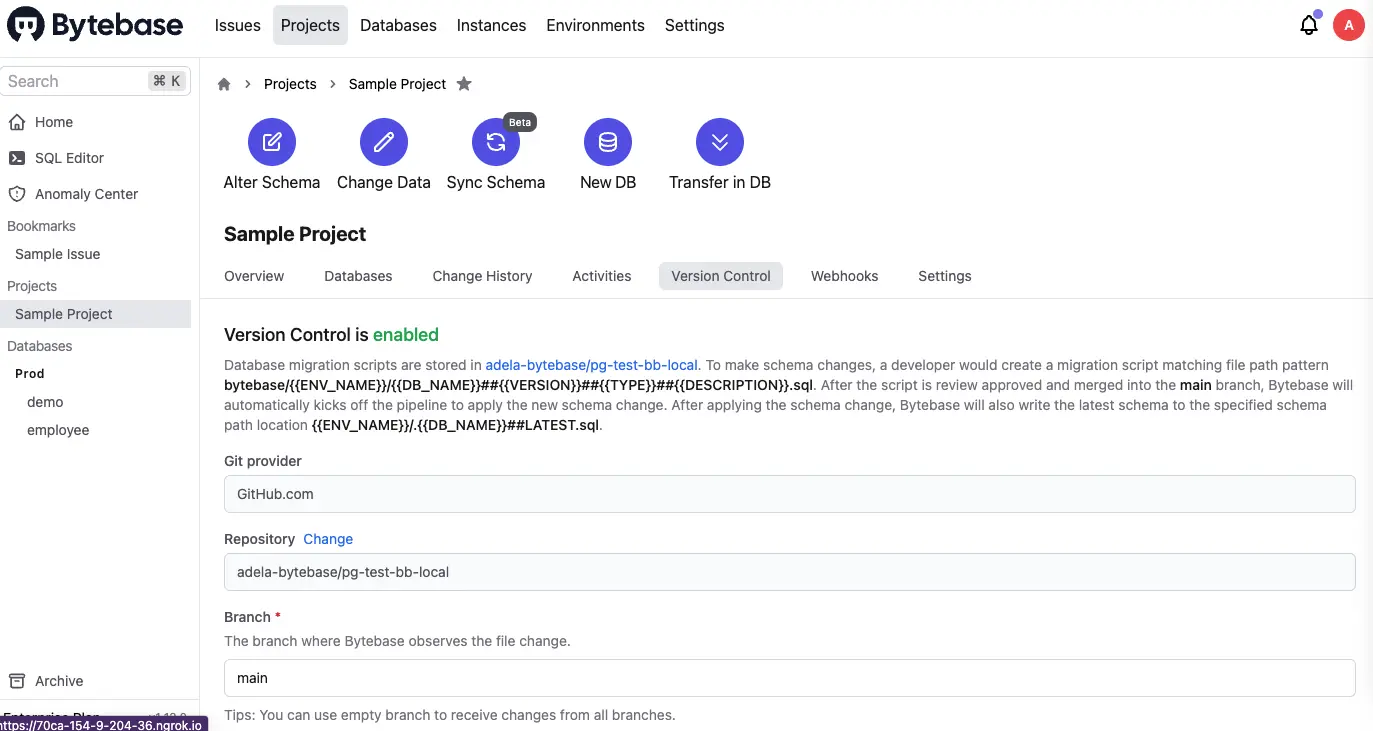 Bytebase
Issues Projects Databases Instances Environments Settings
A
Search ⌘ K
Home
SQL Editor
Anomaly Center
Bookmarks
Sample Issue
Projects
Sample Project
Databases
Prod
demo
employee
Archive
https://70ca-154-9-204-36.ngrok.io
Projects > Sample Project
Beta
Alter Schema Change Data Sync Schema New DB Transfer in DB
Sample Project
Overview Databases Change History Activities Version Control Webhooks Settings
Version Control is enabled
Database migration scripts are stored in adela-bytebase/pg-test-bb-local. To make schema changes, a developer would create a migration script matching file path pattern
bytebase/{{ENV_NAME}}/{{DB_NAME}}##{{VERSION}}##{{TYPE}}##{{DESCRIPTION}}.sql. After the script is review approved and merged into the main branch, Bytebase will
automatically kicks off the pipeline to apply the new schema change. After applying the schema change, Bytebase will also write the latest schema to the specified schema
path location {{ENV_NAME}}/.{{DB_NAME}}##LATEST.sql.
Git provider
GitHub.com
Repository Change
adela-bytebase/pg-test-bb-local
Branch *
The branch where Bytebase observes the file change.
main
Tips: You can use empty branch to receive changes from all branches.